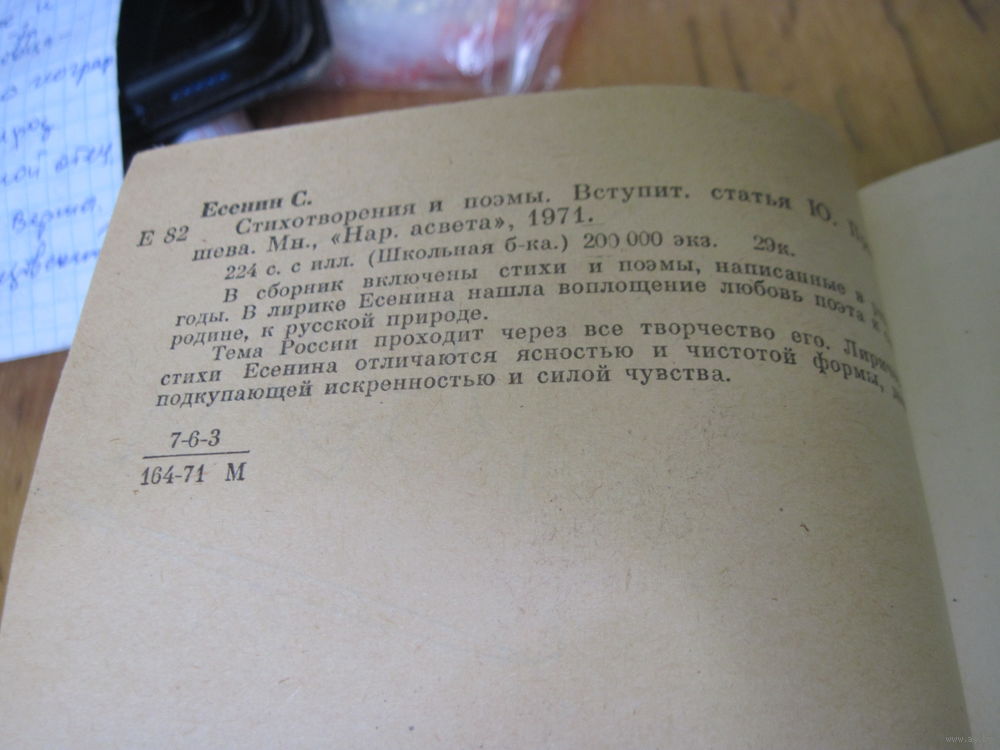 Есенин С.
Е 82 Стихотворения и поэмы. Вступит. статья Ю.
шева. Мн., «Нар. асвета», 1971.
224 с. с илл. (Школьная б-ка.) 200 000 экз. 29к.
В сборник включены стихи и поэмы, написанные в
годы. В лирике Есенина нашла воплощение любовь поэта к
родине, к русской природе.
Тема России проходит через все творчество его.
стихи Есенина отличаются ясностью и чистотой формы,
подкупающей искренностью и силой чувства.
7-6-3
164-71 М